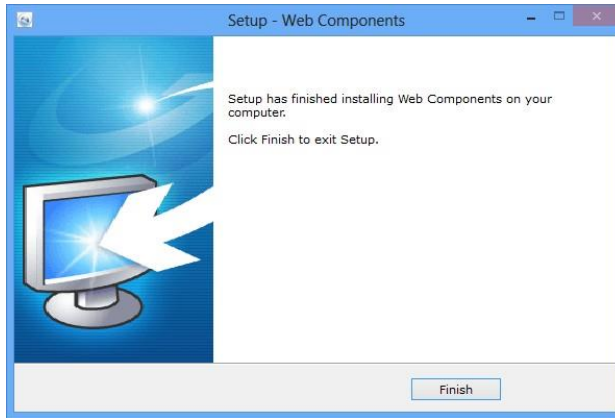 Setup - Web Components
Setup has finished installing Web Components on your
computer.
Click Finish to exit Setup.
Finish